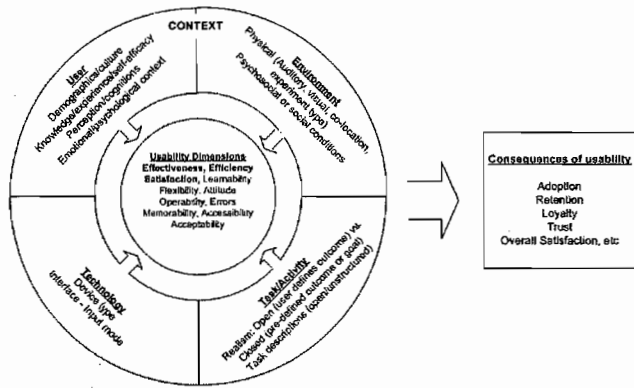 CONTEXT
User
Demographics/culture
Knowledge/experience/self-efficacy
Perception/cognitions
Emotional/psychological context
Environment
Physical (Auditory, visual, co-location,
experiment type)
Psychosocial or social conditions
Usability Dimensions
Effectiveness, Efficiency
Satisfaction, Learnability
Flexibility, Attitude
Operability, Errors
Memorability, Accessibility
Acceptability
Technology
Device type
Interface - Input mode
Task/Activity
Realism: Open (user defines outcome) vs.
Closed (pre-defined outcome or goal)
Task descriptions (open/unstructured)
Consequences of usability
Adoption
Retention
Loyalty
Trust
Overall Satisfaction, etc